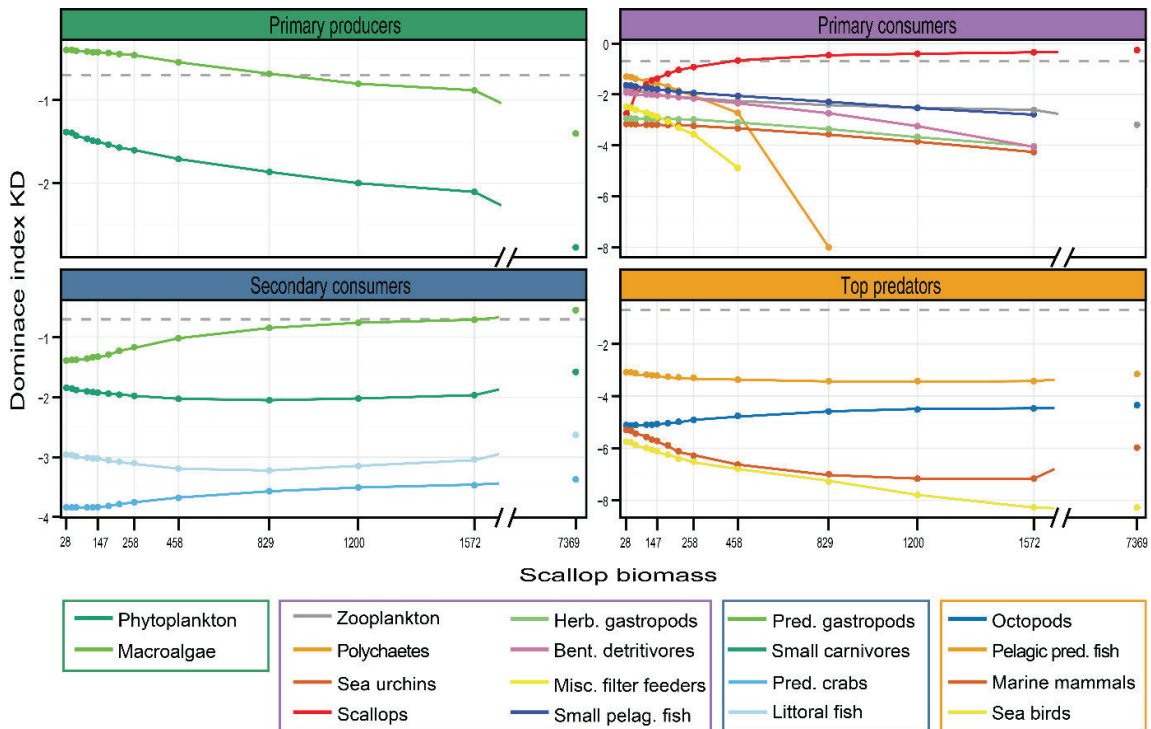 Primary producers
Primary consumers
0
-2
-4
-6
-8
-1
-2
Dominace index KD
Secondary consumers
Top predators
-1
-2
-3
-4
-2
-4
-6
-8
28 147 258 458 829 1200 1572 7369
28 147 258 458 829 1200 1572 7369
Scallop biomass
Phytoplankton
Macroalgae
Zooplankton
Polychaetes
Sea urchins
Scallops
Herb. gastropods
Bent. detritivores
Misc. filter feeders
Small pelag. fish
Pred. gastropods
Small carnivores
Pred. crabs
Littoral fish
Octopods
Pelagic pred. fish
Marine mammals
Sea birds